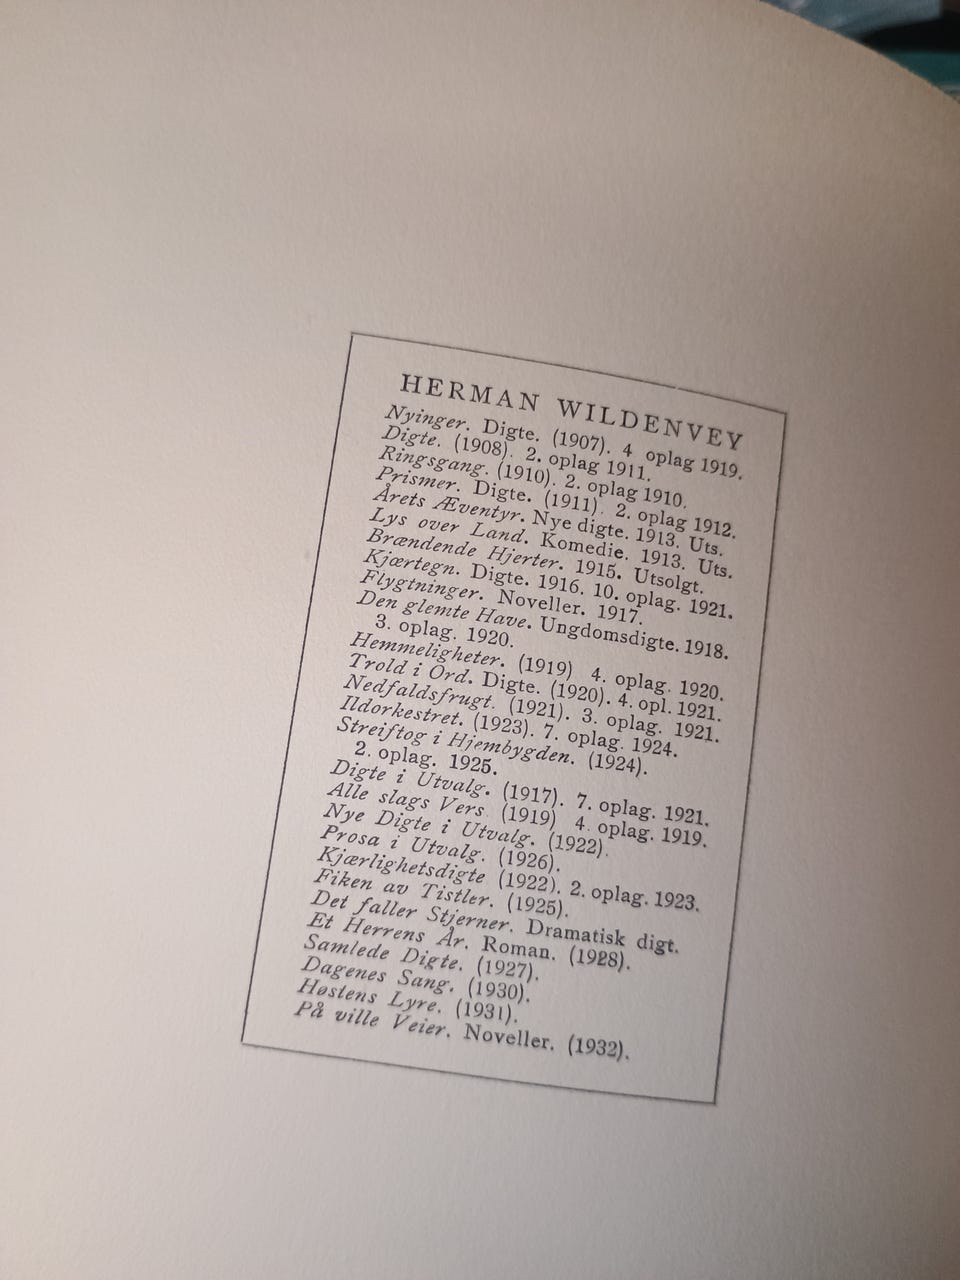 HERMAN WILDENVEY
Nyinger. Digte. (1907). 4 oplag 1919.
Digte. (1908). 2. oplag 1911.
Ringsgang. (1910). 2. oplag 1910.
Prismer. Digte. (1911). 2. oplag 1912.
Årets Æventyr. Nye digte. 1913. Uts.
Lys over Land. Komedie. 1913. Uts.
Brændende Hjerter. 1915. Utsolgt.
Kjærtegn. Digte. 1916. 10. oplag. 1921.
Flygtninger. Noveller. 1917.
Den glemte Have. Ungdomsdigte. 1918.
3. oplag. 1920.
Hemmeligheter. (1919) 4. oplag. 1920.
Trold i Ord. Digte. (1920). 4. opl. 1921.
Nedfaldsfrugt. (1921). 3. oplag. 1921.
Ildorkestret. (1923). 7. oplag. 1924.
Streiftog i Hjembygden. (1924).
2. oplag. 1925.
Digte i Utvalg. (1917). 7. oplag. 1921.
Alle slags Vers. (1919) 4. oplag. 1919.
Nye Digte i Utvalg. (1922).
Prosa i Utvalg. (1926).
Kjærlighetsdigte (1922). 2. oplag. 1923.
Fiken av Tistler. (1925).
Det faller Stjerner. Dramatisk digt.
Et Herrens År. Roman. (1928).
Samlede Digte. (1927).
Dagenes Sang. (1930).
Høstens Lyre. (1931).
På ville Veier. Noveller. (1932).